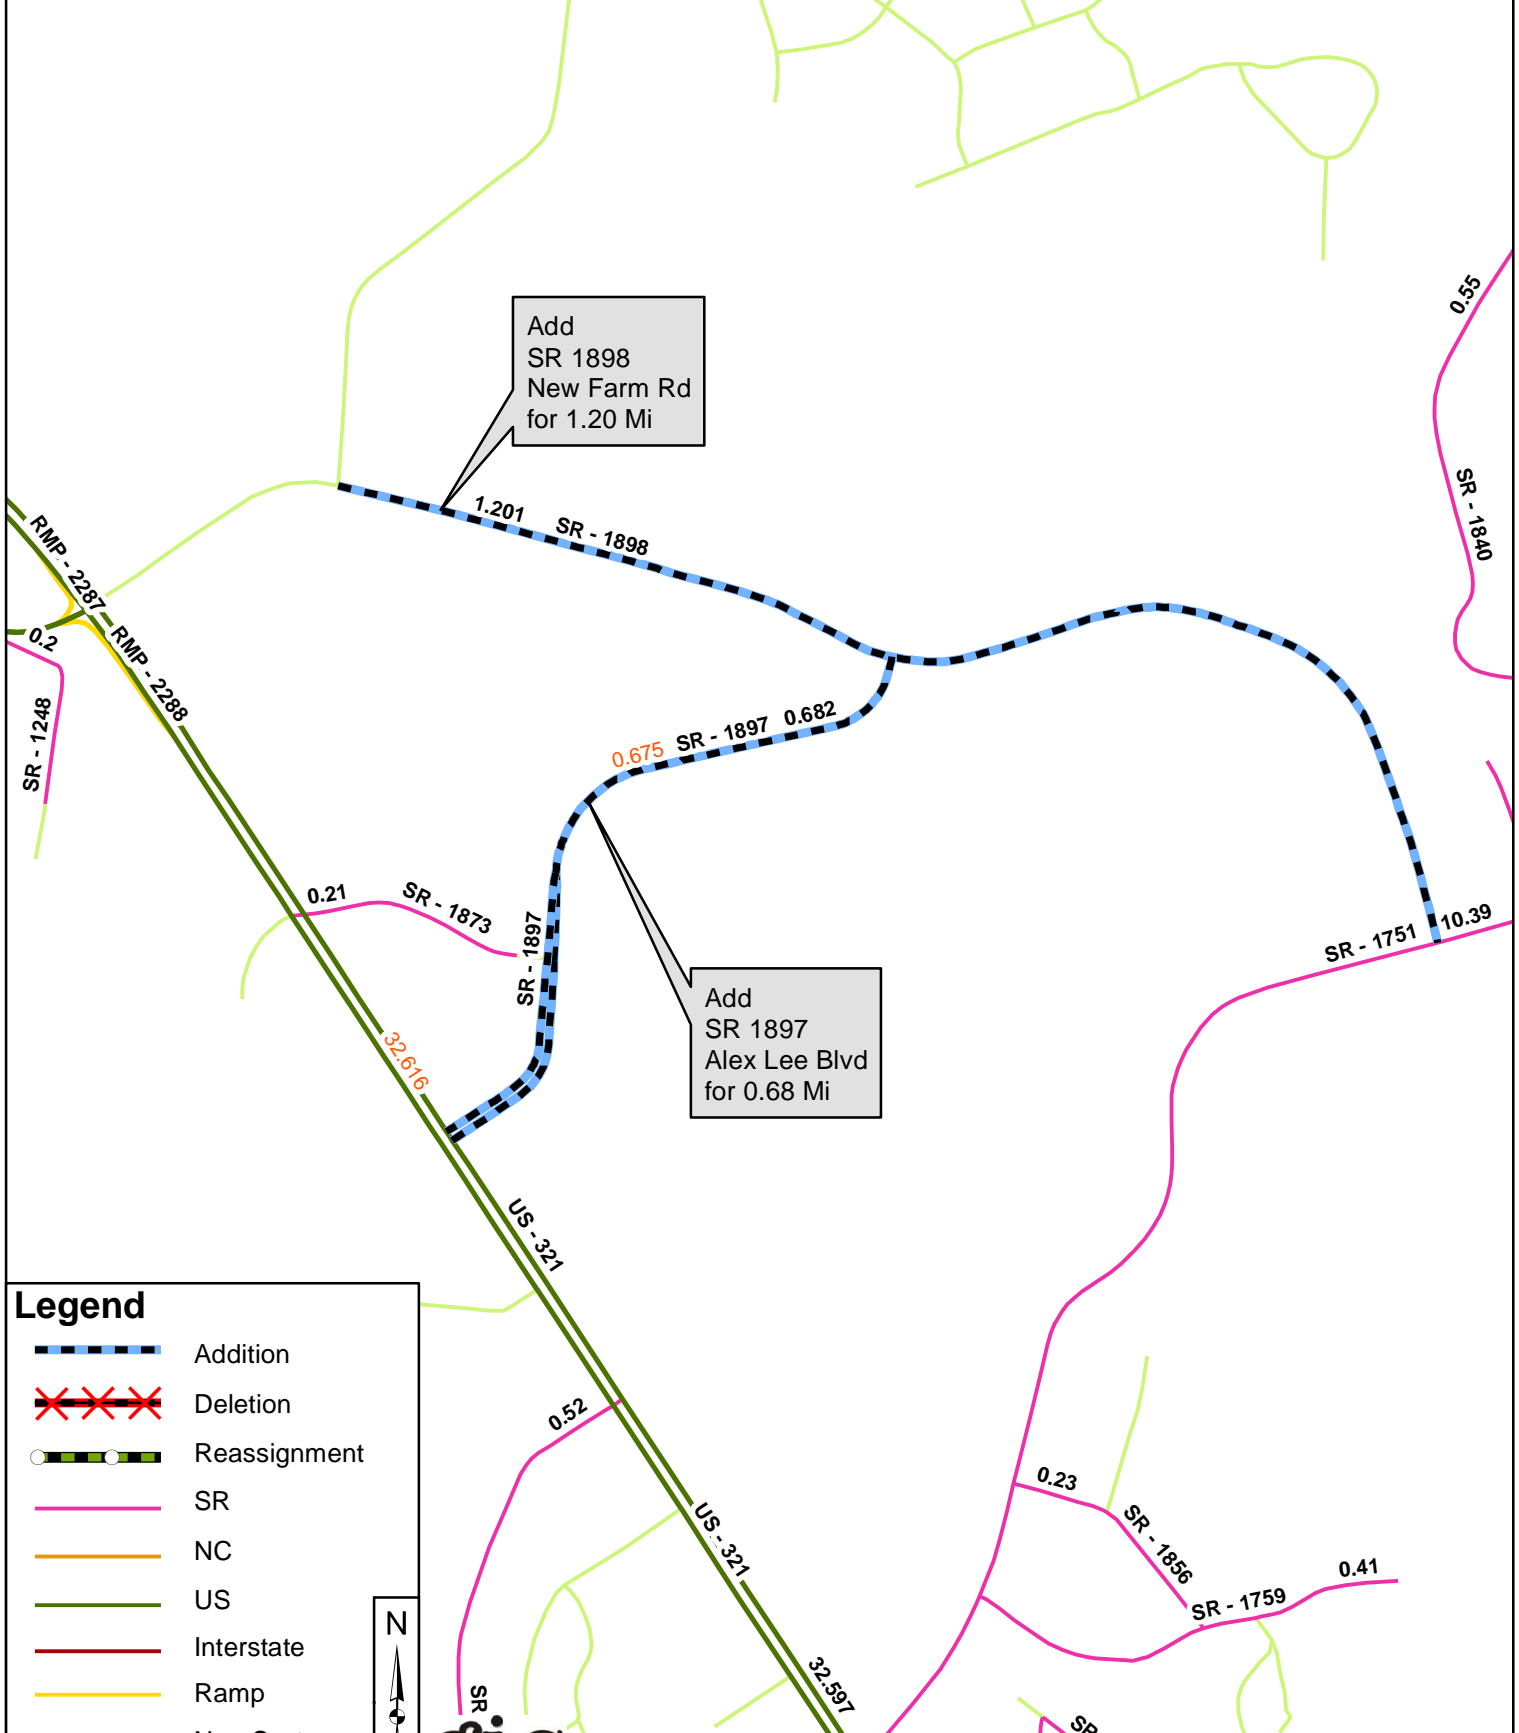 Add
SR 1898
New Farm Rd
for 1.20 Mi
0.55
SR - 1840
1.201
SR - 1898
RMP - 2287
0.2
RMP - 2288
SR - 1248
0.675
SR - 1897
0.682
0.21
SR - 1873
SR - 1897
SR - 1751
10.39
Add
SR 1897
Alex Lee Blvd
for 0.68 Mi
32.616
US - 321
Legend
Addition
Deletion
Reassignment
SR
NC
US
Interstate
Ramp
N
0.52
US - 321
0.23
SR - 1856
0.41
SR - 1759
32.597
SR
SR